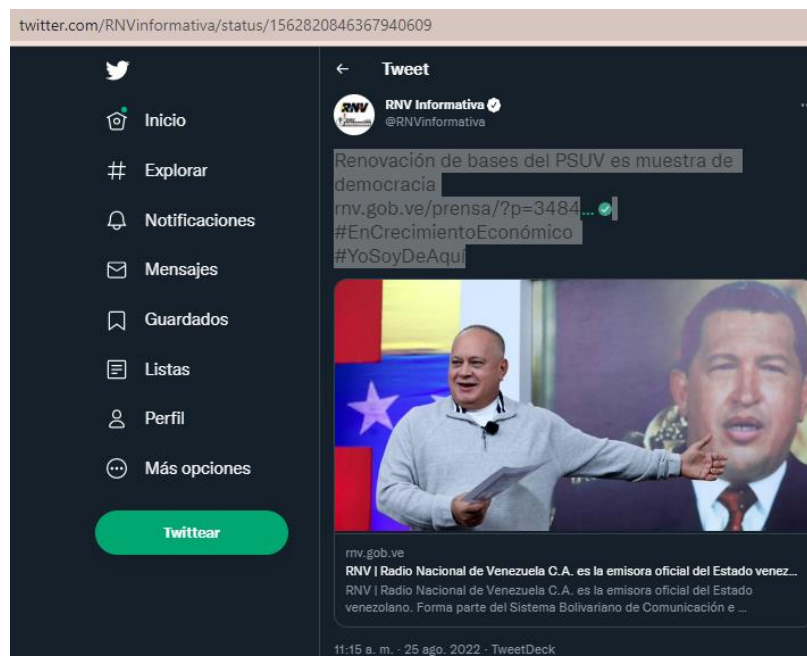 twitter.com/RNVinformativa/status/1562820846367940609
Inicio
Explorar
Notificaciones
Mensajes
Guardados
Listas
Perfil
Más opciones
Twittear
Tweet
RNV
RNV Informativa
@RNVinformativa
Renovación de bases del PSUV es muestra de
democracia
rnv.gob.ve/prensa/?p=3484...
#EnCrecimientoEconómico
#YoSoyDeAquí
rnv.gob.ve
RNV | Radio Nacional de Venezuela C.A. es la emisora oficial del Estado venez...
RNV | Radio Nacional de Venezuela C.A. es la emisora oficial del Estado
venezolano. Forma parte del Sistema Bolivariano de Comunicación e ...
11:15 a. m. · 25 ago. 2022 · TweetDeck